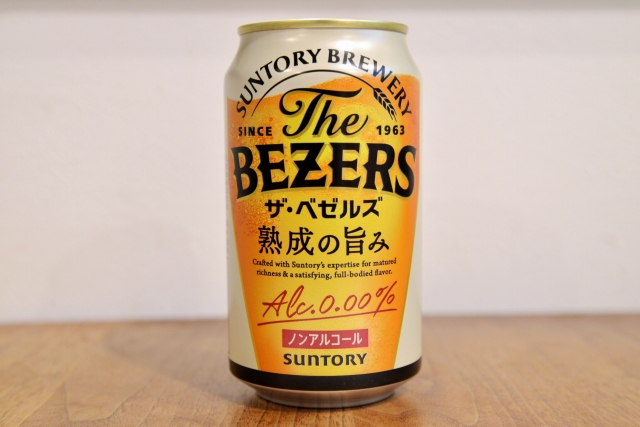 SUNTORY BREWERY
The
SINCE 1963
BEZERS
ザ・ベゼルズ
熟成の旨み
Crafted with Suntory's expertise for matured
richness & a satisfying, full-bodied flavor.
Alc.0.00%
ノンアルコール
SUNTORY